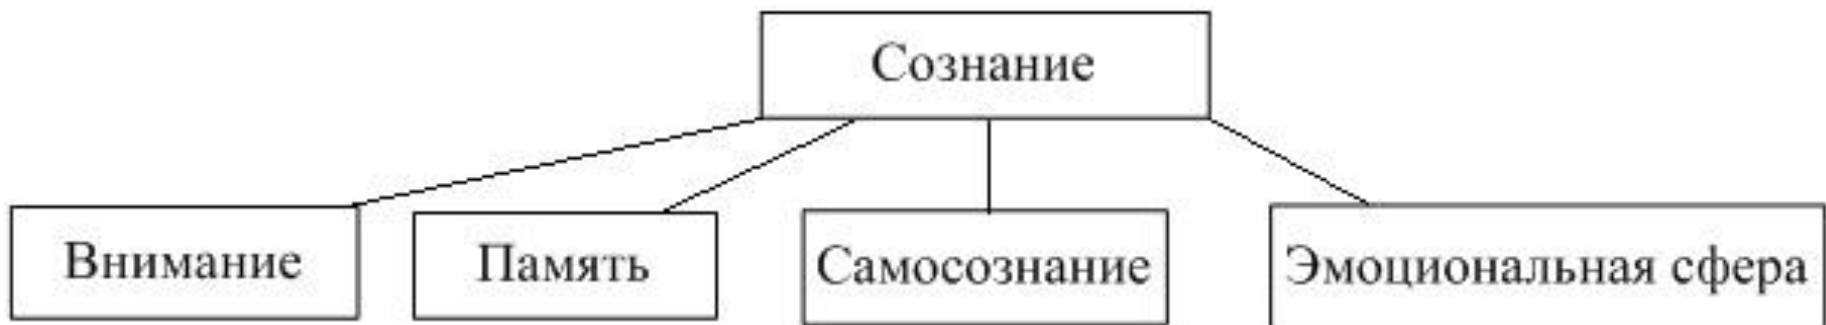 Сознание
Внимание
Память
Самосознание
Эмоциональная сфера